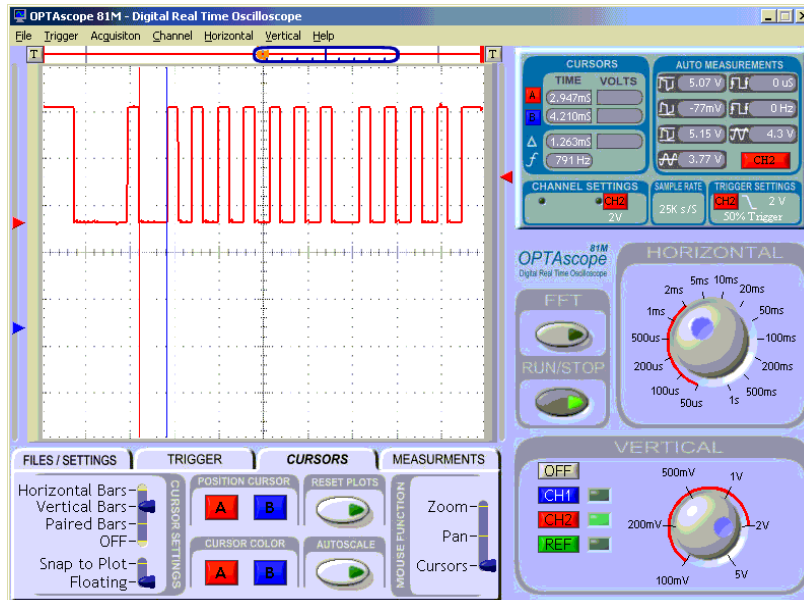 OPTAscope 81M - Digital Real Time Oscilloscope
File Trigger Acquisiton Channel Horizontal Vertical Help
T T
CURSORS
TIME VOLTS
A 2.947mS
B 4.210mS
Δ 1.263mS
f 791 Hz
AUTO MEASUREMENTS
5.07 V 0 uS
-77mV 0 Hz
5.15 V 4.3 V
3.77 V CH2
CHANNEL SETTINGS
CH2
2V
SAMPLE RATE
25K s/S
TRIGGER SETTINGS
CH2 2 V
50% Trigger
81M
OPTAscope
Digital Real Time Oscilloscope
FFT
RUN/STOP
HORIZONTAL
5ms 10ms
2ms 20ms
1ms 50ms
500us 100ms
200us 200ms
100us 500ms
50us 1s
FILES / SETTINGS TRIGGER CURSORS MEASURMENTS
Horizontal Bars
Vertical Bars
Paired Bars
OFF
Snap to Plot
Floating
CURSOR SETTINGS
POSITION CURSOR
A B
CURSOR COLOR
A B
RESET PLOTS
AUTOSCALE
MOUSE FUNCTION
Zoom
Pan
Cursors
VERTICAL
OFF
CH1
CH2
REF
500mV 1V
200mV 2V
100mV 5V